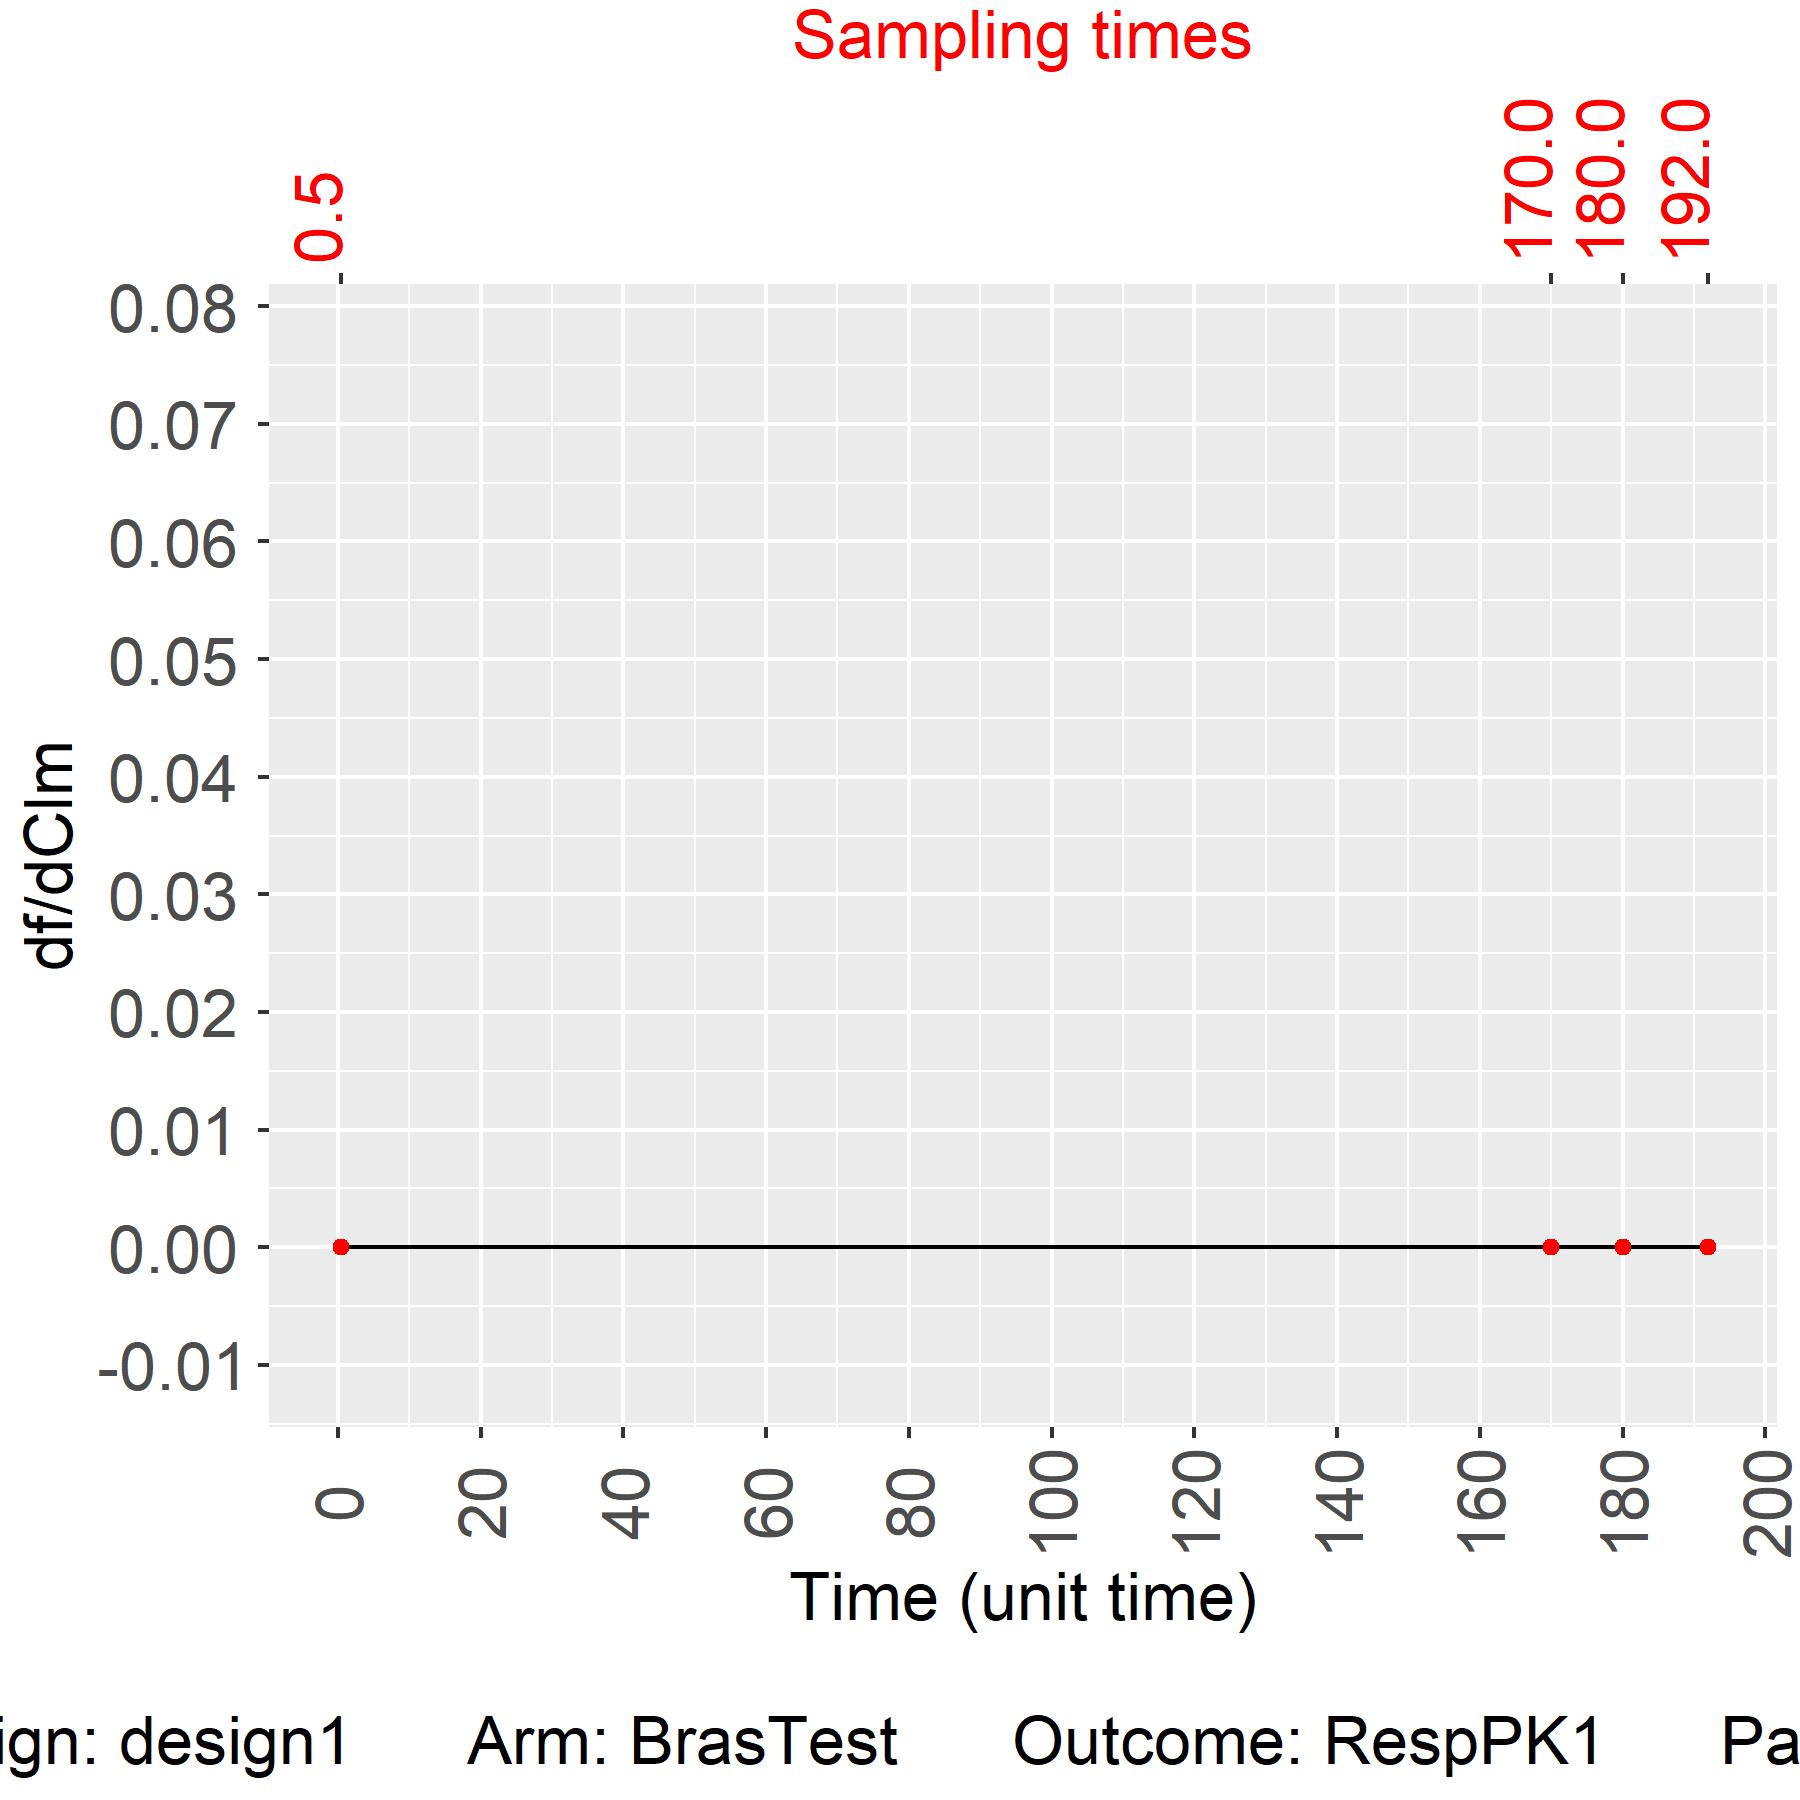 Sampling times
0.5 170.0 180.0 192.0
0.08
0.07
0.06
0.05
0.04
0.03
0.02
0.01
0.00
-0.01
df/dClm
0 20 40 60 80 100 120 140 160 180 200
Time (unit time)
ign: design1 Arm: BrasTest Outcome: RespPK1 Pa